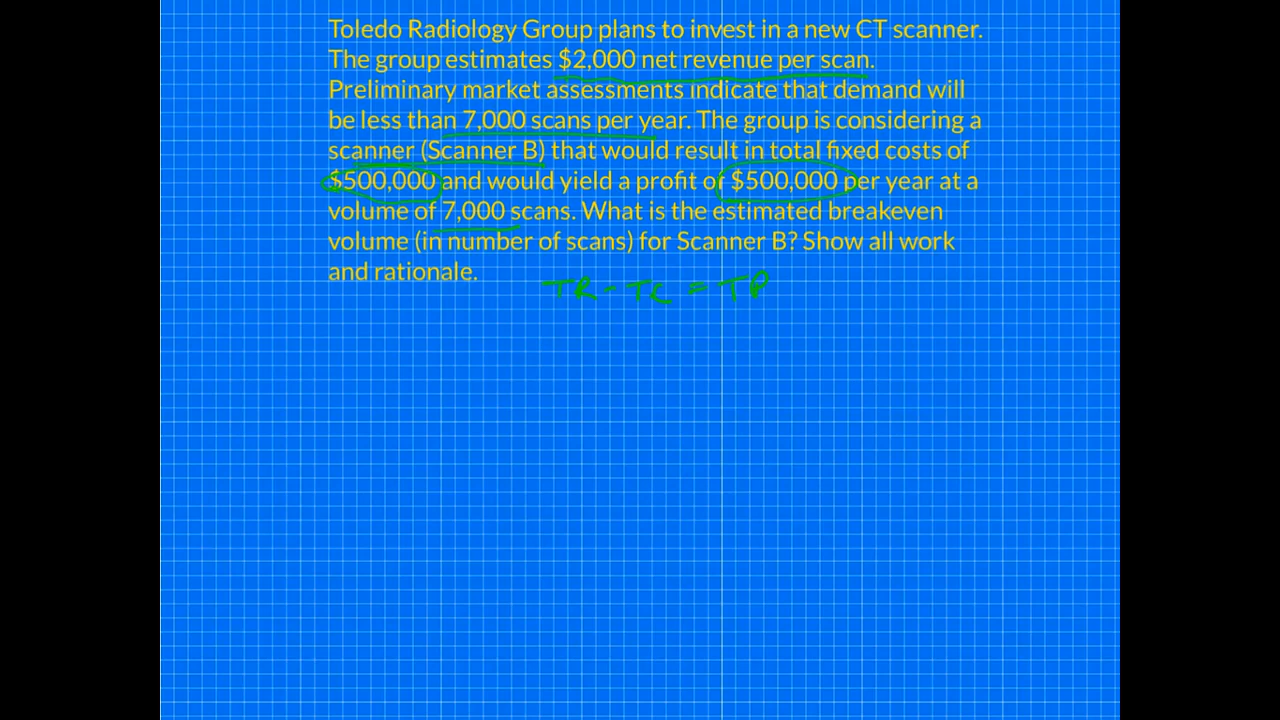 Toledo Radiology Group plans to invest in a new CT scanner.
The group estimates $2,000 net revenue per scan.
Preliminary market assessments indicate that demand will
be less than 7,000 scans per year. The group is considering a
scanner (Scanner B) that would result in total fixed costs of
$500,000 and would yield a profit of $500,000 per year at a
volume of 7,000 scans. What is the estimated breakeven
volume (in number of scans) for Scanner B? Show all work
and rationale.
TR - TC = TP